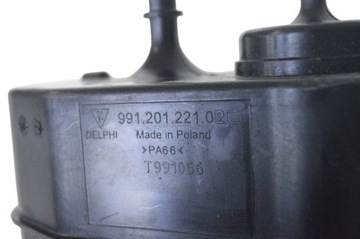 991.201.221.02
DELPHI Made in Poland
>PA66<
T991056